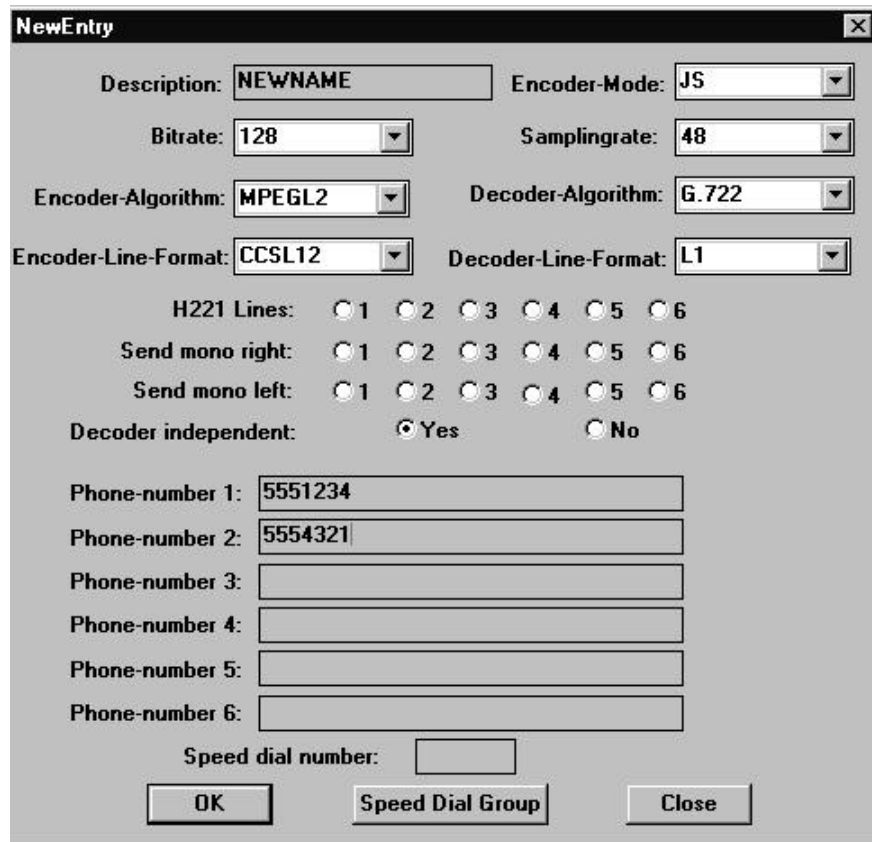 NewEntry
Description: NEWNAME Encoder-Mode: JS
Bitrate: 128 Samplingrate: 48
Encoder-Algorithm: MPEGL2 Decoder-Algorithm: G.722
Encoder-Line-Format: CCSL12 Decoder-Line-Format: L1
H221 Lines: 1 2 3 4 5 6
Send mono right: 1 2 3 4 5 6
Send mono left: 1 2 3 4 5 6
Decoder independent: Yes No
Phone-number 1: 5551234
Phone-number 2: 5554321
Phone-number 3:
Phone-number 4:
Phone-number 5:
Phone-number 6:
Speed dial number:
OK Speed Dial Group Close